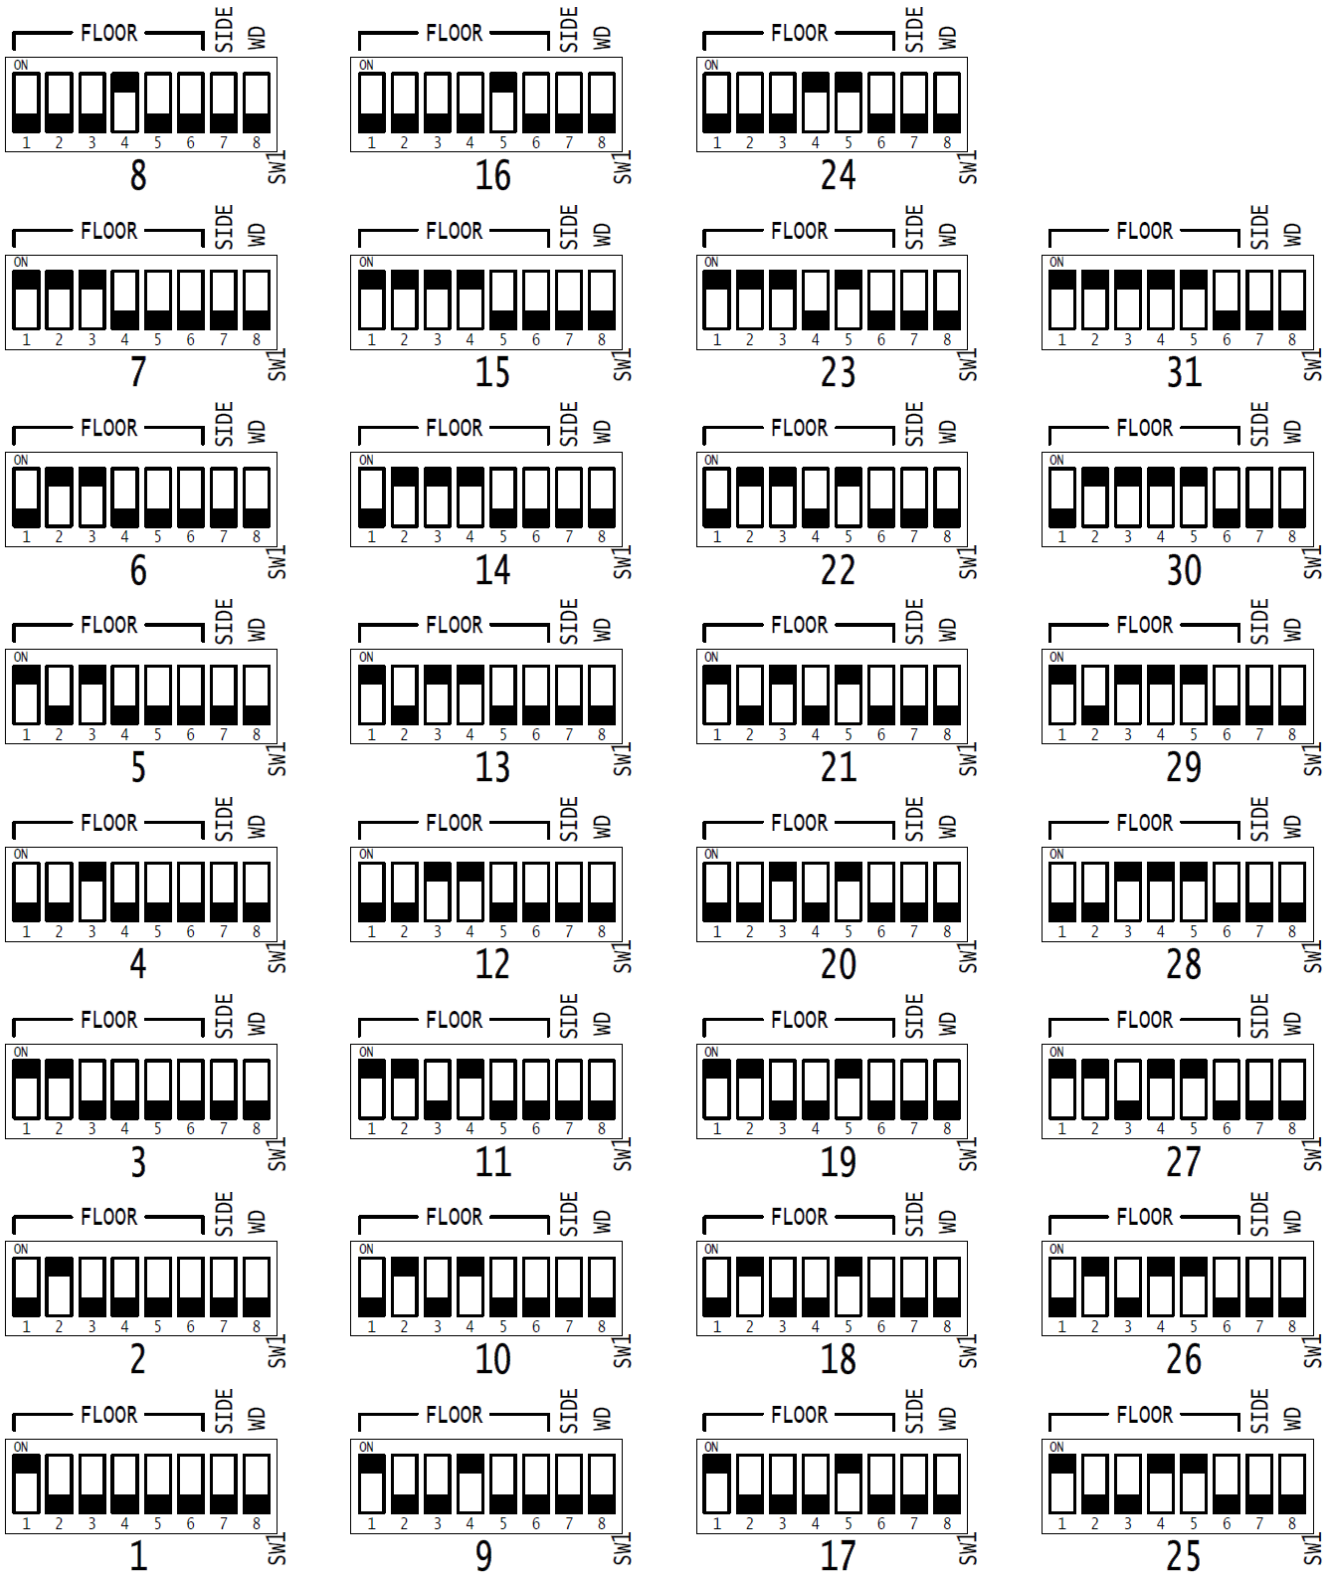 FLOOR SIDE WD FLOOR SIDE WD FLOOR SIDE WD
ON ON ON
1 2 3 4 5 6 7 8 1 2 3 4 5 6 7 8 1 2 3 4 5 6 7 8
8 SW1 16 SW1 24 SW1
FLOOR SIDE WD FLOOR SIDE WD FLOOR SIDE WD FLOOR SIDE WD
ON ON ON ON
1 2 3 4 5 6 7 8 1 2 3 4 5 6 7 8 1 2 3 4 5 6 7 8 1 2 3 4 5 6 7 8
7 SW1 15 SW1 23 SW1 31 SW1
FLOOR SIDE WD FLOOR SIDE WD FLOOR SIDE WD FLOOR SIDE WD
ON ON ON ON
1 2 3 4 5 6 7 8 1 2 3 4 5 6 7 8 1 2 3 4 5 6 7 8 1 2 3 4 5 6 7 8
6 SW1 14 SW1 22 SW1 30 SW1
FLOOR SIDE WD FLOOR SIDE WD FLOOR SIDE WD FLOOR SIDE WD
ON ON ON ON
1 2 3 4 5 6 7 8 1 2 3 4 5 6 7 8 1 2 3 4 5 6 7 8 1 2 3 4 5 6 7 8
5 SW1 13 SW1 21 SW1 29 SW1
FLOOR SIDE WD FLOOR SIDE WD FLOOR SIDE WD FLOOR SIDE WD
ON ON ON ON
1 2 3 4 5 6 7 8 1 2 3 4 5 6 7 8 1 2 3 4 5 6 7 8 1 2 3 4 5 6 7 8
4 SW1 12 SW1 20 SW1 28 SW1
FLOOR SIDE WD FLOOR SIDE WD FLOOR SIDE WD FLOOR SIDE WD
ON ON ON ON
1 2 3 4 5 6 7 8 1 2 3 4 5 6 7 8 1 2 3 4 5 6 7 8 1 2 3 4 5 6 7 8
3 SW1 11 SW1 19 SW1 27 SW1
FLOOR SIDE WD FLOOR SIDE WD FLOOR SIDE WD FLOOR SIDE WD
ON ON ON ON
1 2 3 4 5 6 7 8 1 2 3 4 5 6 7 8 1 2 3 4 5 6 7 8 1 2 3 4 5 6 7 8
2 SW1 10 SW1 18 SW1 26 SW1
FLOOR SIDE WD FLOOR SIDE WD FLOOR SIDE WD FLOOR SIDE WD
ON ON ON ON
1 2 3 4 5 6 7 8 1 2 3 4 5 6 7 8 1 2 3 4 5 6 7 8 1 2 3 4 5 6 7 8
1 SW1 9 SW1 17 SW1 25 SW1